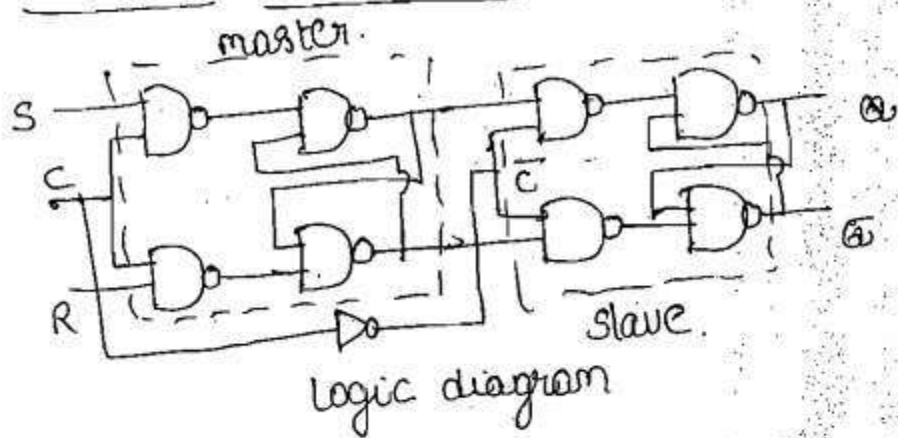 master.
S
Q
C
C̅
Q̅
R
Slave.
logic diagram